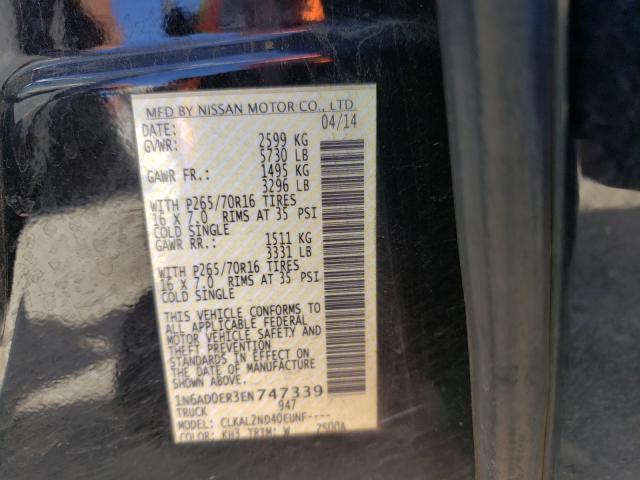 MFD BY NISSAN MOTOR CO., LTD.
DATE: 04/14
GVWR: 2599 KG
5730 LB
GAWR FR.: 1495 KG
3296 LB
WITH P265/70R16 TIRES
16 X 7.0 RIMS AT 35 PSI
COLD SINGLE
GAWR RR.: 1511 KG
3331 LB
WITH P265/70R16 TIRES
16 X 7.0 RIMS AT 35 PSI
COLD SINGLE
THIS VEHICLE CONFORMS TO
ALL APPLICABLE FEDERAL
MOTOR VEHICLE SAFETY AND
THEFT PREVENTION
STANDARDS IN EFFECT ON
THE DATE OF MANUFACTURE
SHOWN ABOVE.
1N6AD0ER3EN747339
TRUCK 947
MODEL: CLKAL2ND40EUNF----
COLOR: KH3 TRIM: W 7S00A